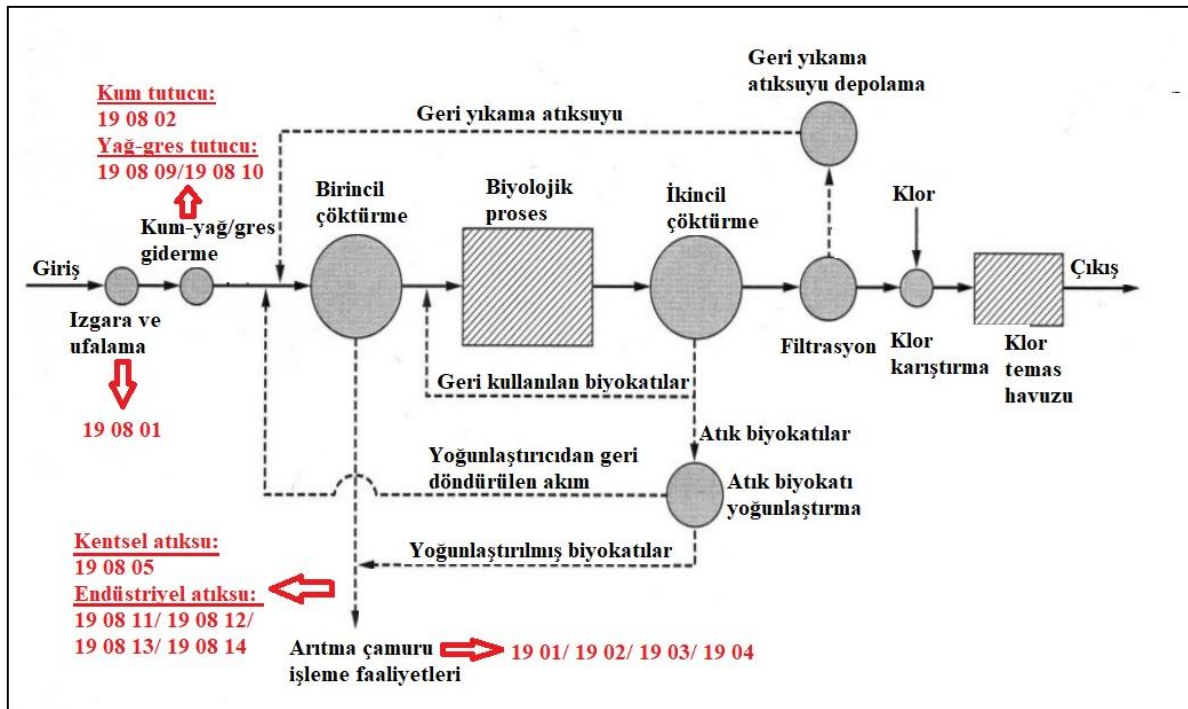 Kum tutucu:
19 08 02
Yağ-gres tutucu:
19 08 09/19 08 10
Geri yıkama
atıksuyu depolama
Geri yıkama atıksuyu
Kum-yağ/gres
giderme
Birincil
çöktürme
Biyolojik
proses
İkincil
çöktürme
Klor
Giriş
Çıkış
Izgara ve
ufalama
Filtrasyon
Klor
karıştırma
Klor
temas
havuzu
19 08 01
Geri kullanılan biyokatılar
Atık biyokatılar
Yoğunlaştırıcıdan geri
döndürülen akım
Atık biyokatı
yoğunlaştırma
Yoğunlaştırılmış biyokatılar
Kentsel atıksu:
19 08 05
Endüstriyel atıksu:
19 08 11/ 19 08 12/
19 08 13/ 19 08 14
Arıtma çamuru
işleme faaliyetleri
19 01/ 19 02/ 19 03/ 19 04